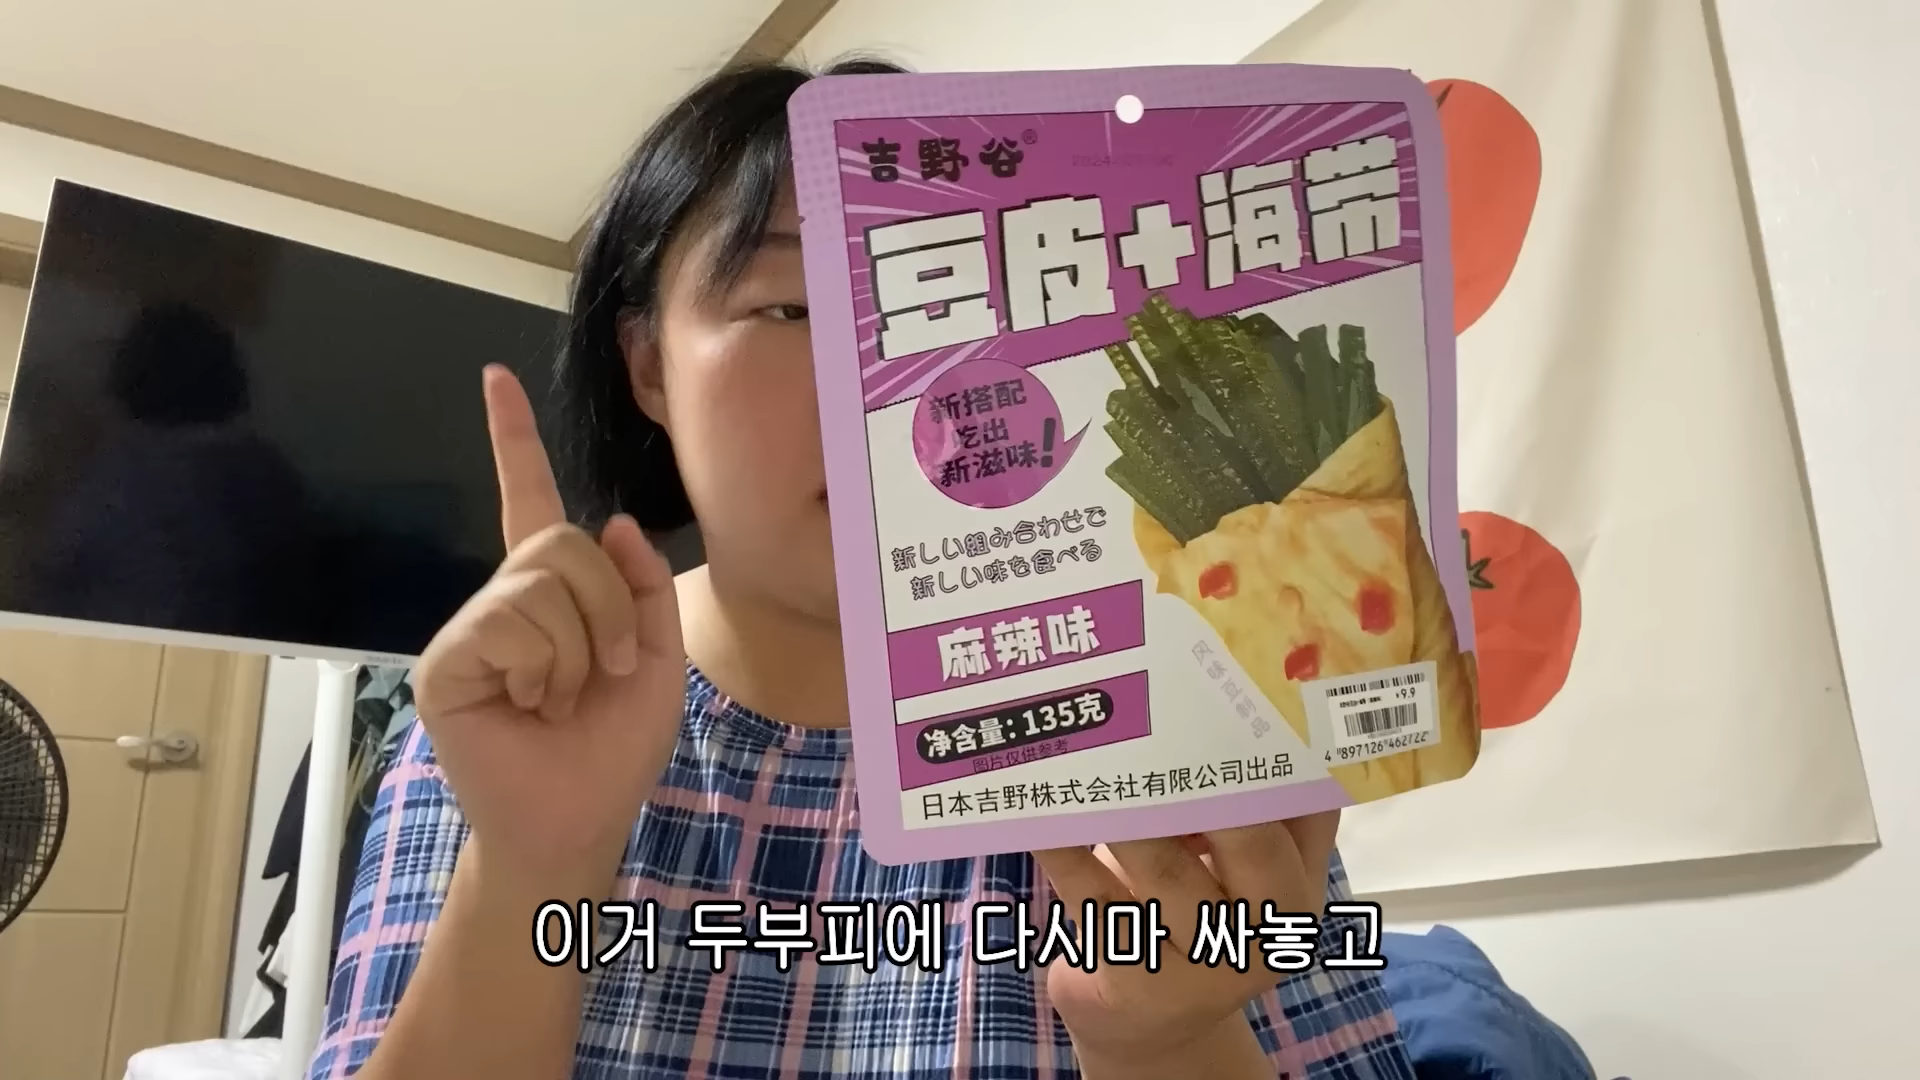 吉野谷®
豆皮+海带
新搭配
吃出
新滋味!
新しい組み合わせで
新しい味を食べる
麻辣味
净含量:135克
图片仅供参考
风味豆制品
¥9.9
4 897126 462722
日本吉野株式会社有限公司出品
이거 두부피에 다시마 싸놓고